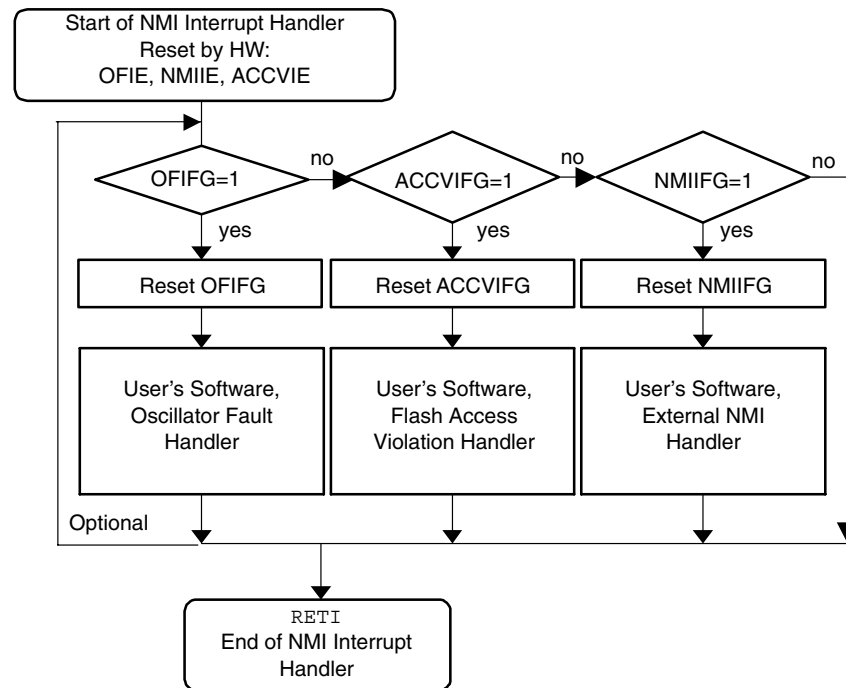 Start of NMI Interrupt Handler
Reset by HW:
OFIE, NMIIE, ACCVIE
OFIFG=1
no
ACCVIFG=1
no
NMIIFG=1
no
yes
yes
yes
Reset OFIFG
Reset ACCVIFG
Reset NMIIFG
User's Software,
Oscillator Fault
Handler
User's Software,
Flash Access
Violation Handler
User's Software,
External NMI
Handler
Optional
RETI
End of NMI Interrupt
Handler